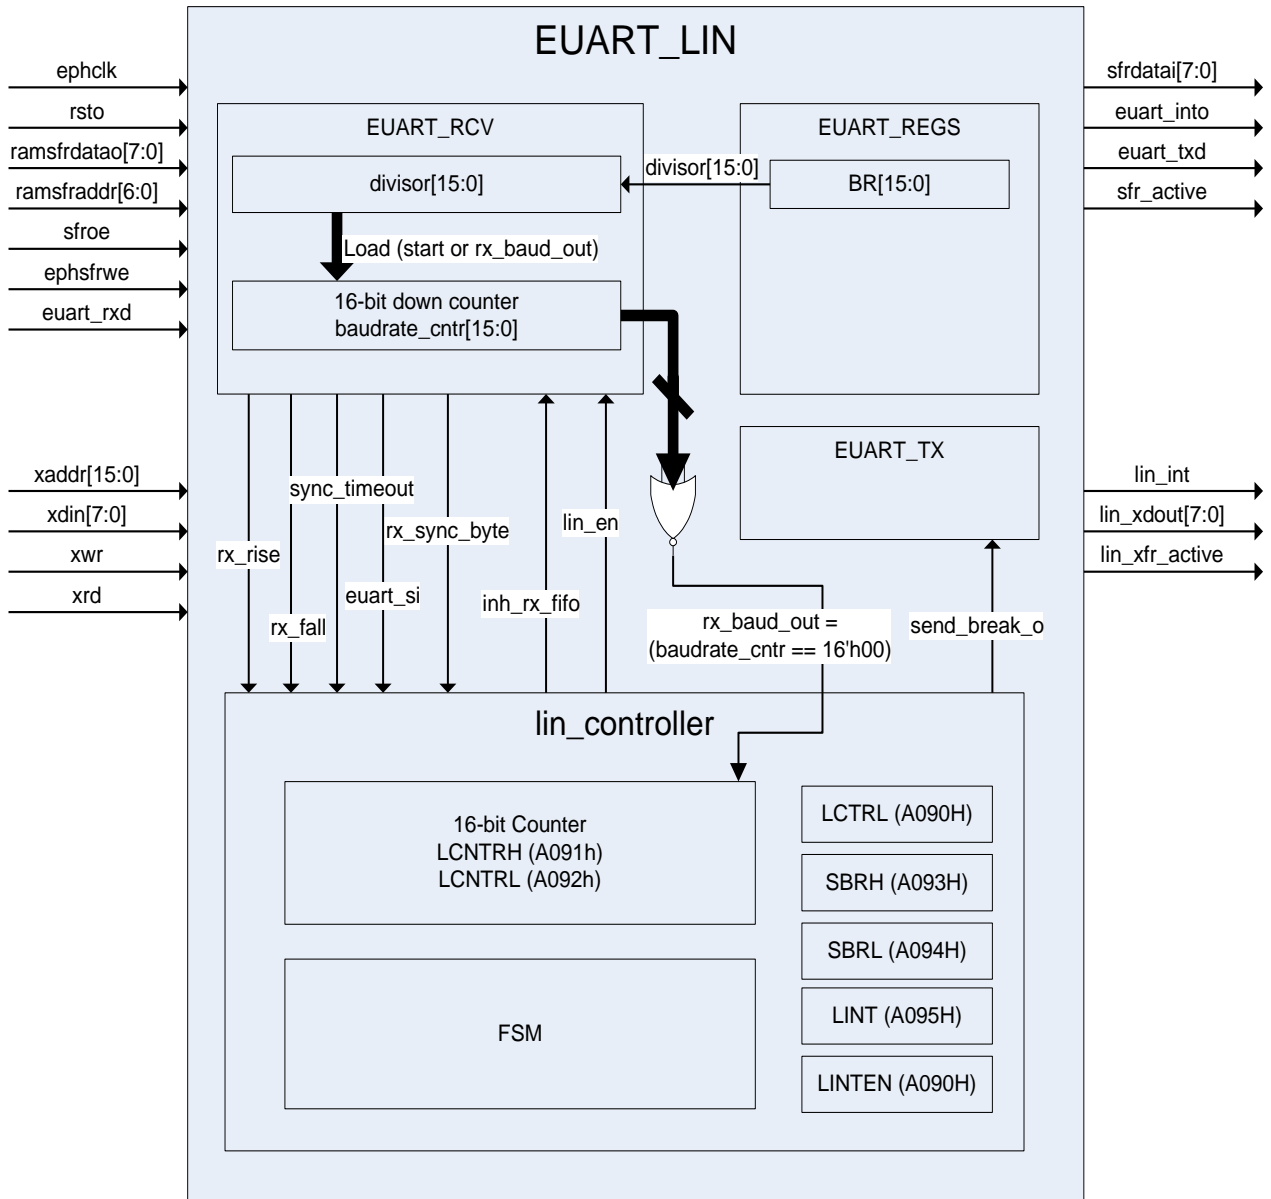 EUART_LIN
ephclk
rsto
ramsfrdatao[7:0]
ramsfraddr[6:0]
sfroe
ephsfrwe
euart_rxd
xaddr[15:0]
xdin[7:0]
xwr
xrd
EUART_RCV
divisor[15:0]
Load (start or rx_baud_out)
16-bit down counter
baudrate_cntr[15:0]
divisor[15:0]
EUART_REGS
BR[15:0]
EUART_TX
sfrdatai[7:0]
euart_into
euart_txd
sfr_active
lin_int
lin_xdout[7:0]
lin_xfr_active
rx_rise
rx_fall
sync_timeout
euart_si
rx_sync_byte
inh_rx_fifo
lin_en
rx_baud_out =
(baudrate_cntr == 16'h00)
send_break_o
lin_controller
16-bit Counter
LCNTRH (A091h)
LCNTRL (A092h)
FSM
LCTRL (A090H)
SBRH (A093H)
SBRL (A094H)
LINT (A095H)
LINTEN (A090H)